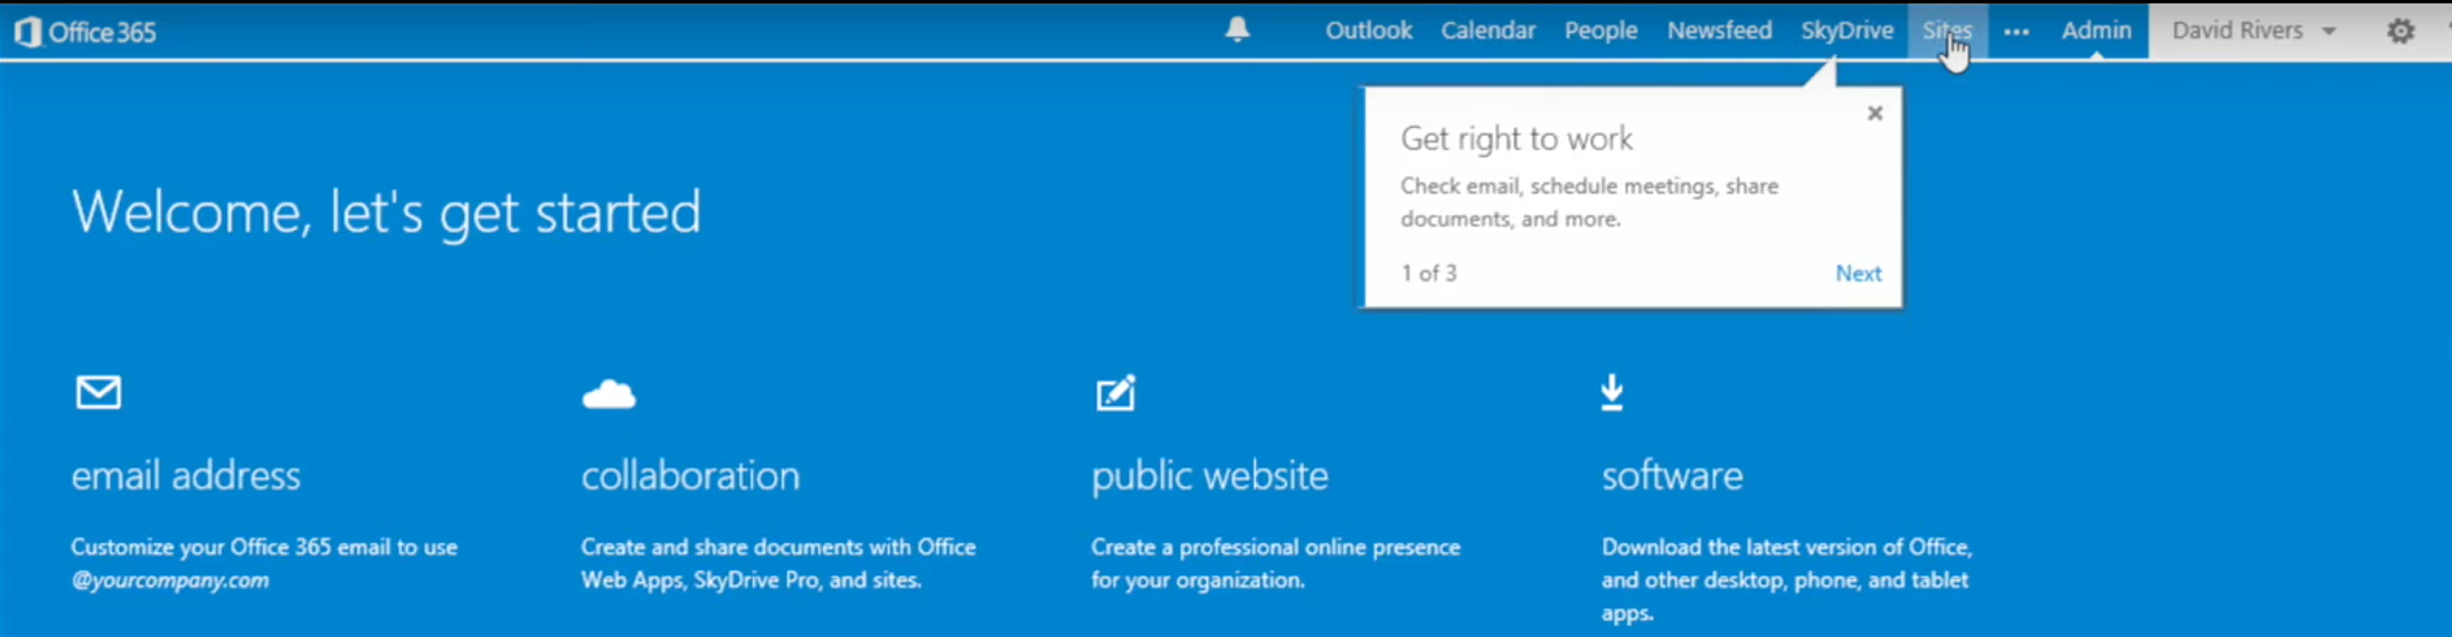 Office 365
Outlook Calendar People Newsfeed SkyDrive Sites ... Admin David Rivers
Get right to work
Check email, schedule meetings, share
documents, and more.
1 of 3 Next
Welcome, let's get started
email address
Customize your Office 365 email to use
@yourcompany.com
collaboration
Create and share documents with Office
Web Apps, SkyDrive Pro, and sites.
public website
Create a professional online presence
for your organization.
software
Download the latest version of Office,
and other desktop, phone, and tablet
apps.